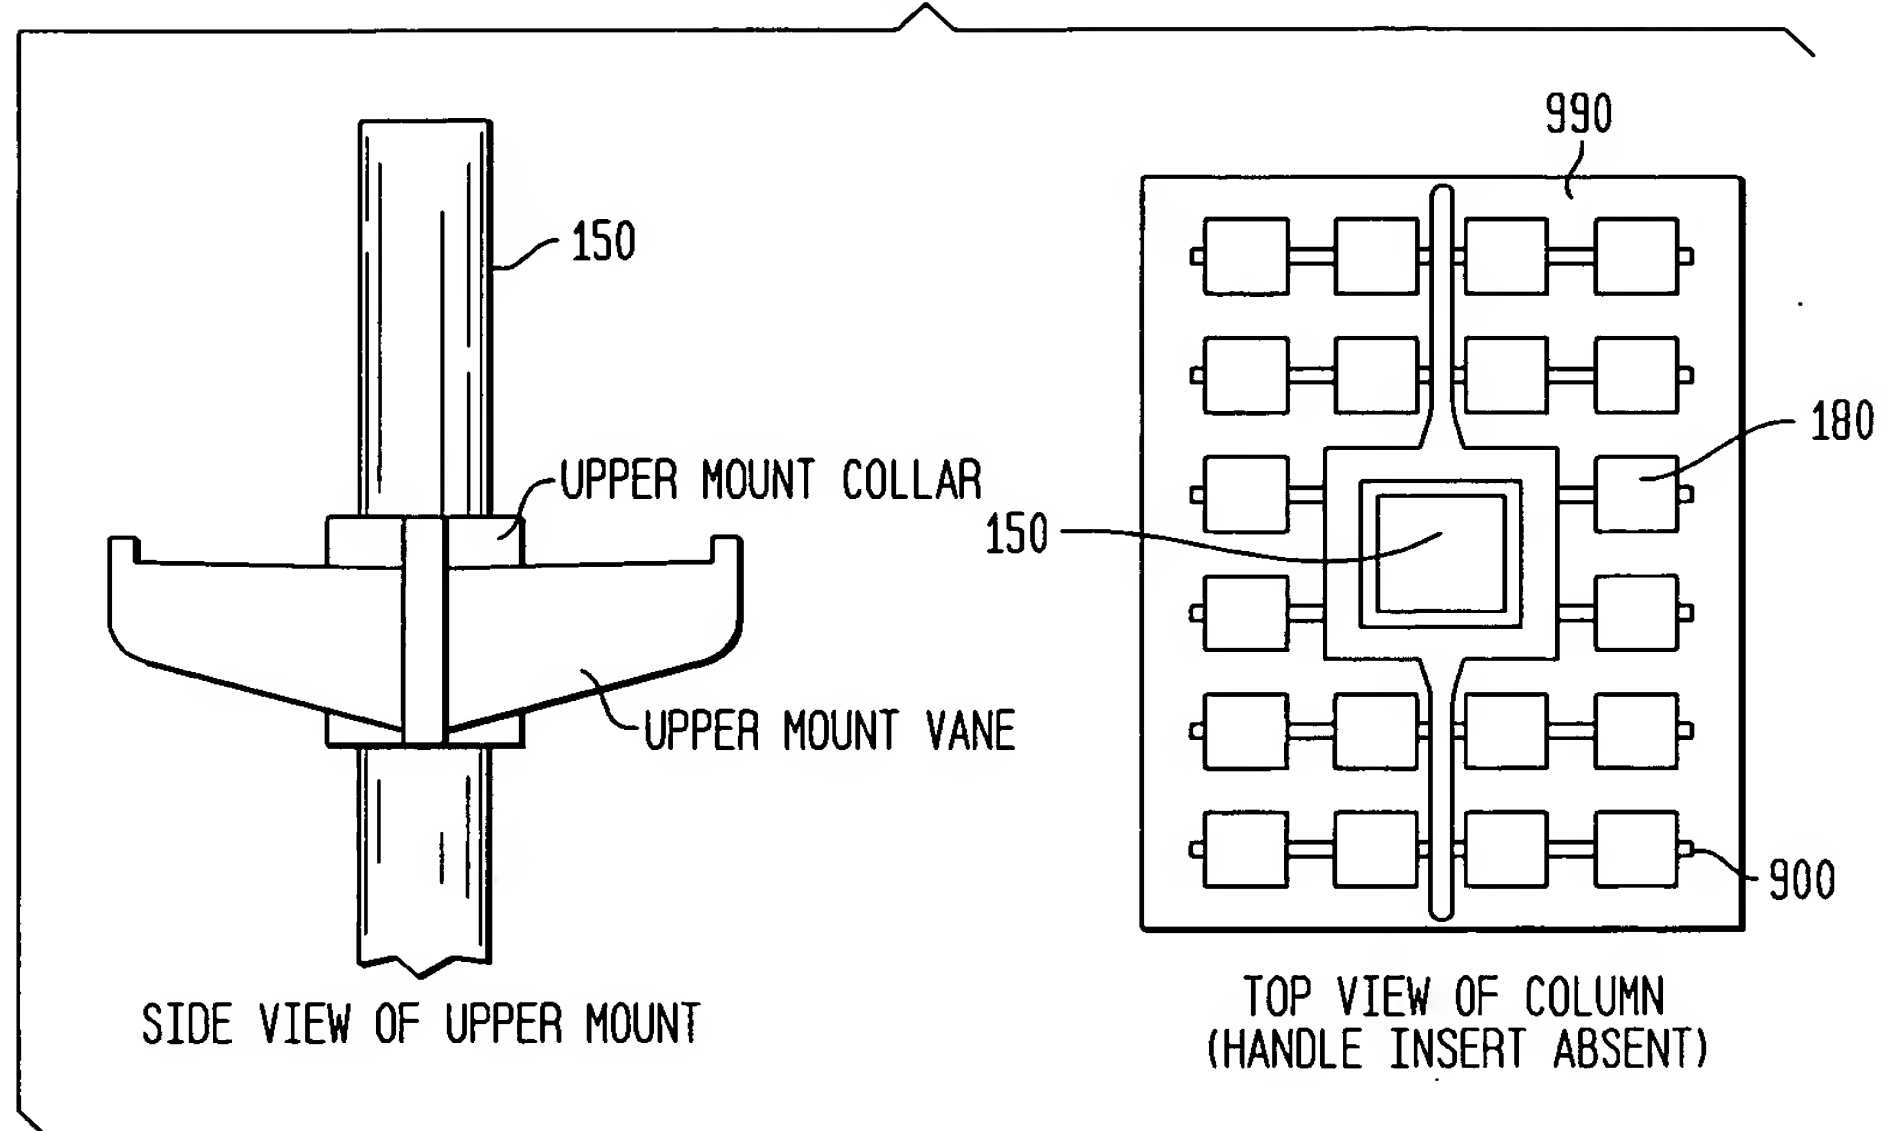 990
150
180
UPPER MOUNT COLLAR
150
UPPER MOUNT VANE
900
SIDE VIEW OF UPPER MOUNT
TOP VIEW OF COLUMN
(HANDLE INSERT ABSENT)